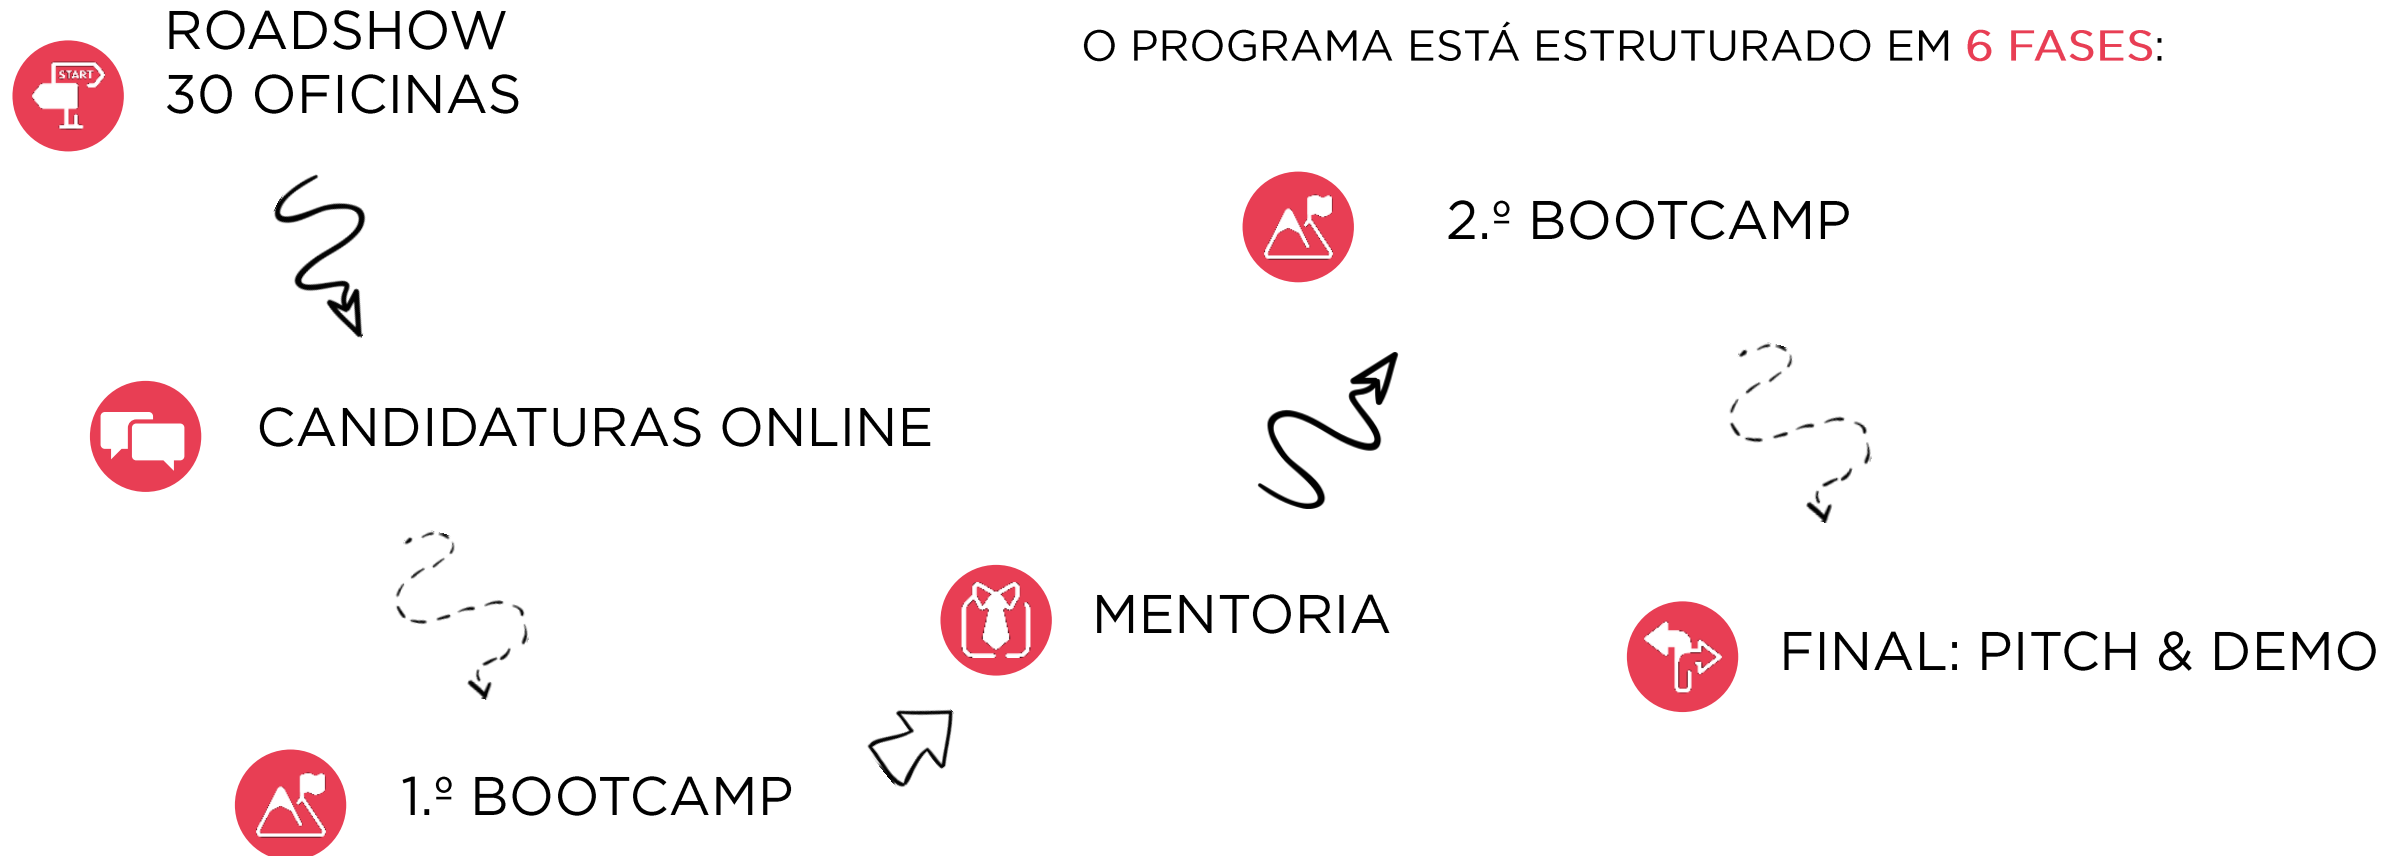 O PROGRAMA ESTÁ ESTRUTURADO EM 6 FASES:
START
ROADSHOW
30 OFICINAS
CANDIDATURAS ONLINE
1.º BOOTCAMP
MENTORIA
2.º BOOTCAMP
FINAL: PITCH & DEMO